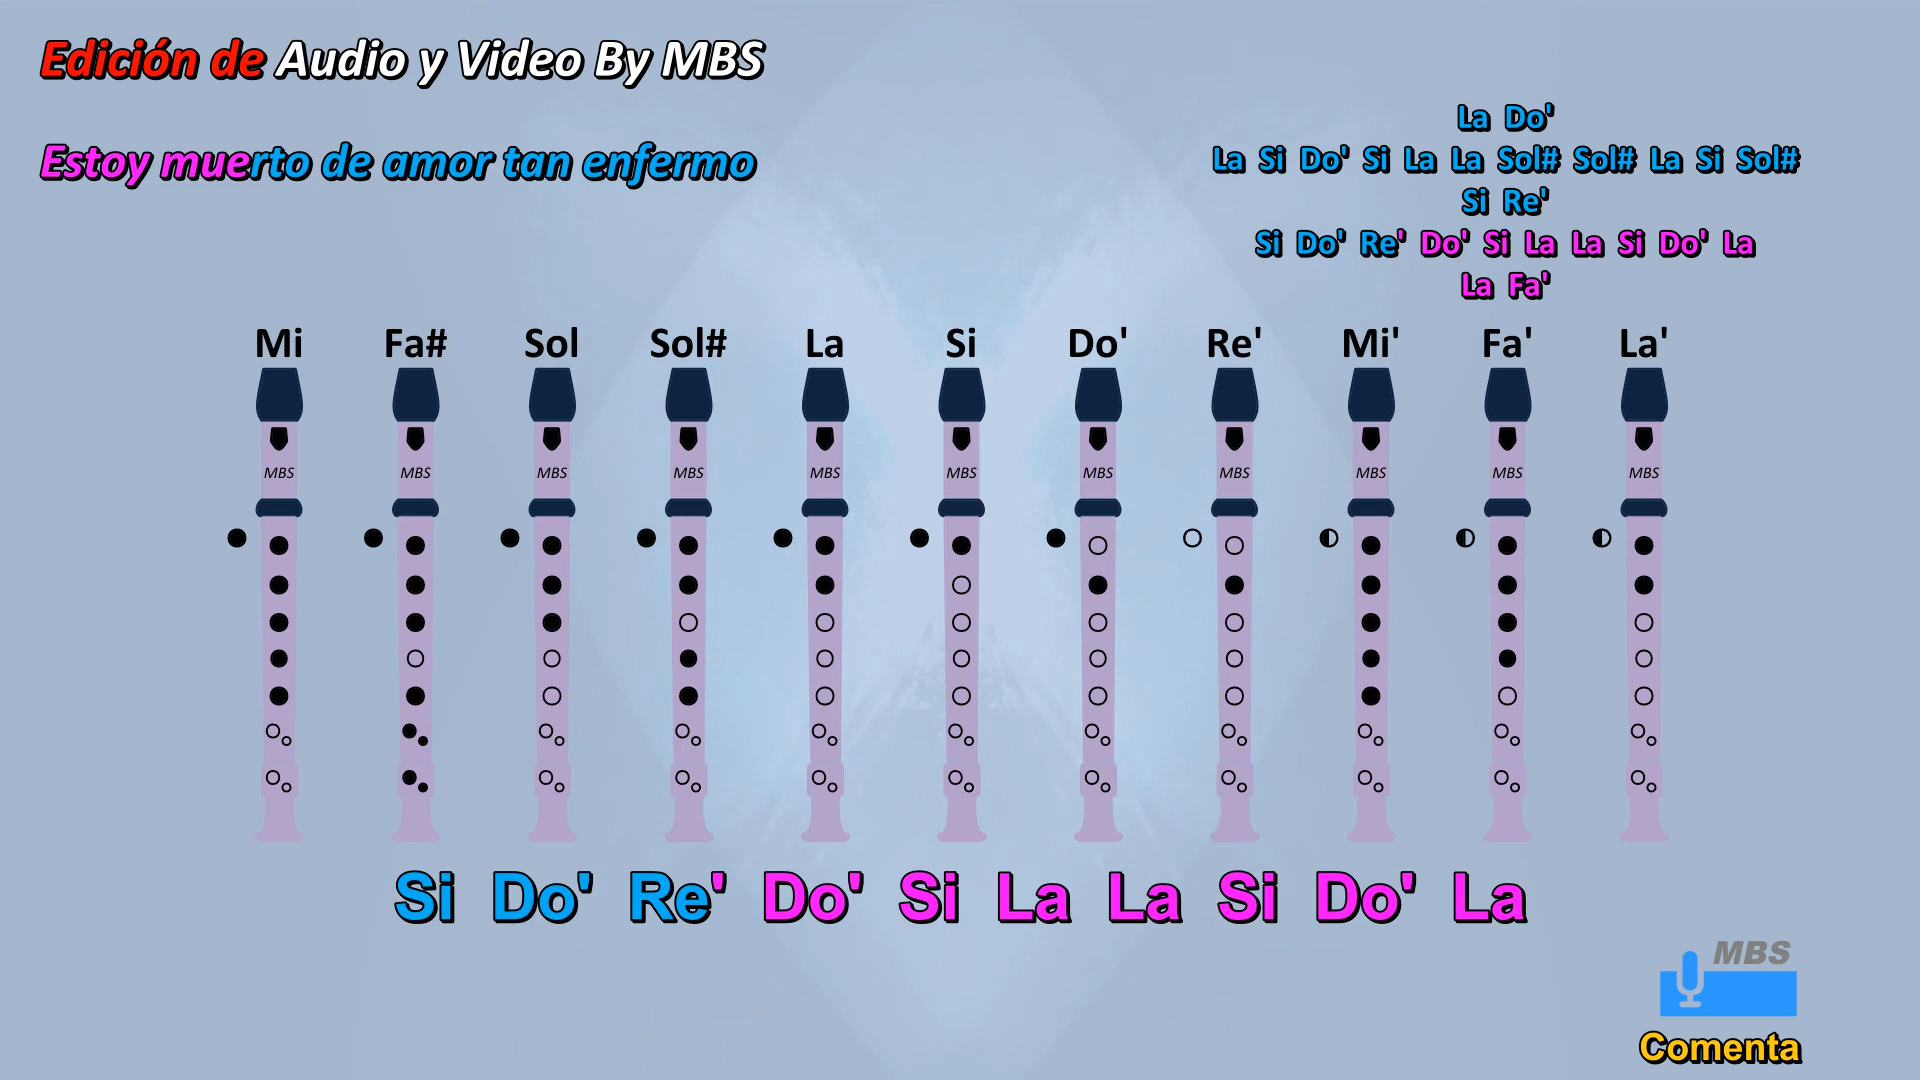 Edición de Audio y Video By MBS
Estoy muerto de amor tan enfermo
La Do'
La Si Do' Si La La Sol# Sol# La Si Sol#
Si Re'
Si Do' Re' Do' Si La La Si Do' La
La Fa'
Mi Fa# Sol Sol# La Si Do' Re' Mi' Fa' La'
MBS MBS MBS MBS MBS MBS MBS MBS MBS MBS MBS
Si Do' Re' Do' Si La La Si Do' La
MBS
Comenta